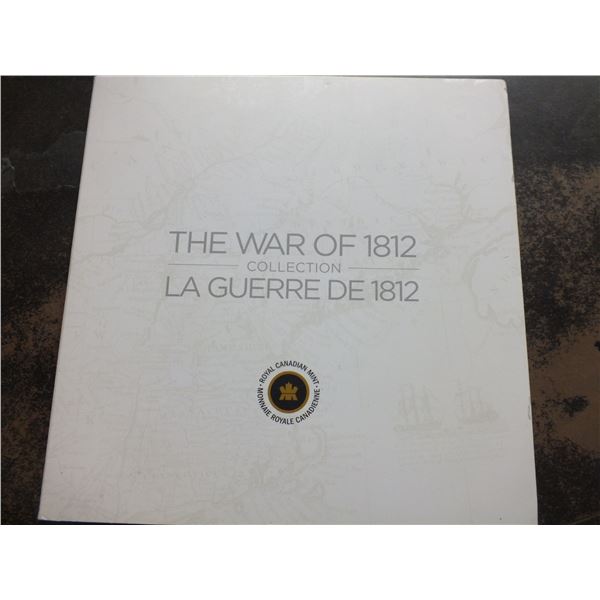 THE WAR OF 1812
COLLECTION
LA GUERRE DE 1812
ROYAL CANADIAN MINT
MONNAIE ROYALE CANADIENNE